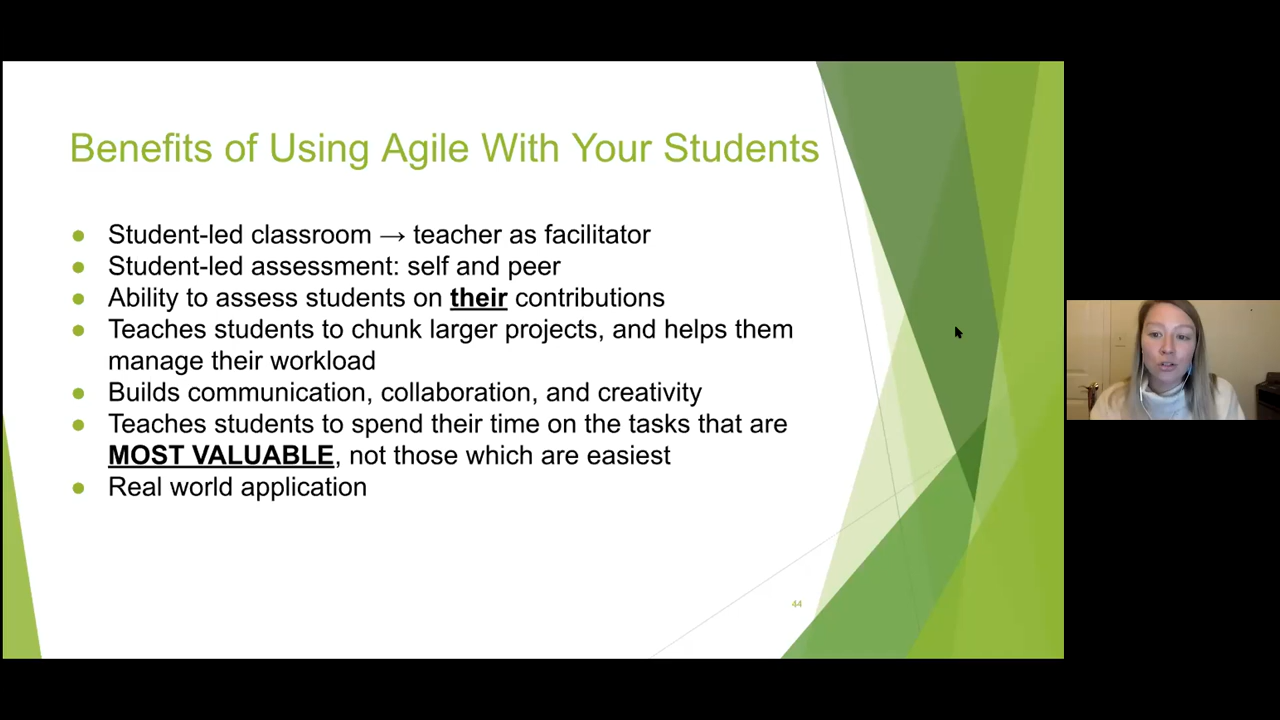 Benefits of Using Agile With Your Students
● Student-led classroom → teacher as facilitator
● Student-led assessment: self and peer
● Ability to assess students on their contributions
● Teaches students to chunk larger projects, and helps them
manage their workload
● Builds communication, collaboration, and creativity
● Teaches students to spend their time on the tasks that are
MOST VALUABLE, not those which are easiest
● Real world application
44